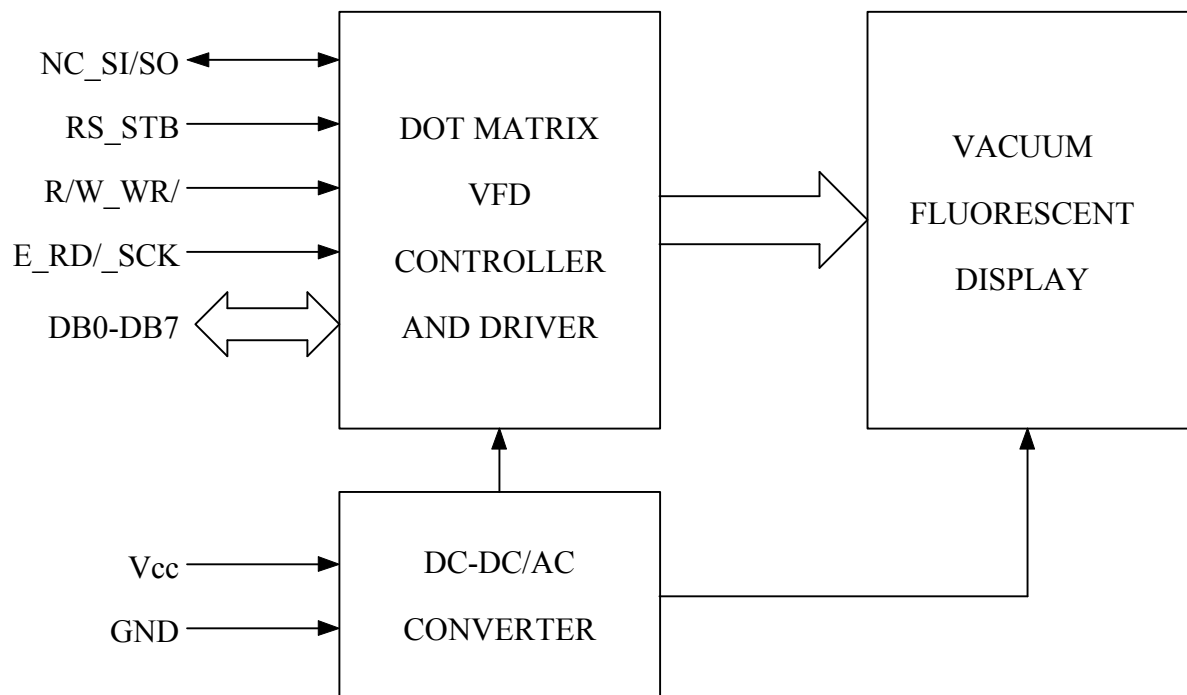 NC_SI/SO
RS_STB
R/W_WR/
E_RD/_SCK
DB0-DB7
DOT MATRIX
VFD
CONTROLLER
AND DRIVER
VACUUM
FLUORESCENT
DISPLAY
Vcc
GND
DC-DC/AC
CONVERTER